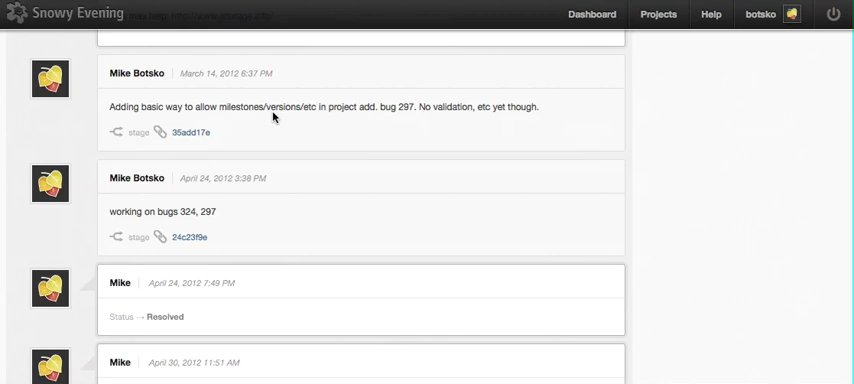 Snowy Evening
Dashboard
Projects
Help
botsko
Mike Botsko
March 14, 2012 6:37 PM
Adding basic way to allow milestones/versions/etc in project add. bug 297. No validation, etc yet though.
stage
35add17e
Mike Botsko
April 24, 2012 3:38 PM
working on bugs 324, 297
stage
24c23f9e
Mike
April 24, 2012 7:49 PM
Status → Resolved
Mike
April 30, 2012 11:51 AM